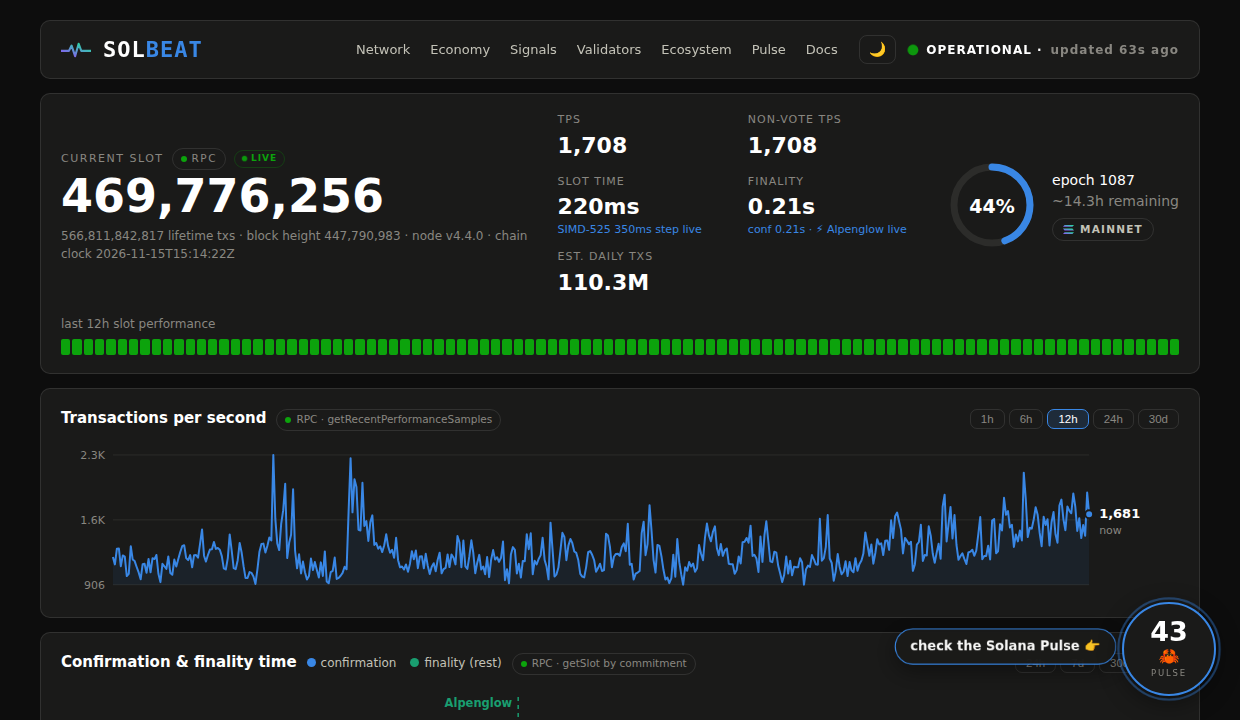 SOLBEAT
Network Economy Signals Validators Ecosystem Pulse Docs
OPERATIONAL · updated 63s ago
CURRENT SLOT RPC LIVE
469,776,256
566,811,842,817 lifetime txs · block height 447,790,983 · node v4.4.0 · chain
clock 2026-11-15T15:14:22Z
TPS
1,708
NON-VOTE TPS
1,708
SLOT TIME
220ms
SIMD-525 350ms step live
FINALITY
0.21s
conf 0.21s · ⚡ Alpenglow live
EST. DAILY TXS
110.3M
44%
epoch 1087
~14.3h remaining
MAINNET
last 12h slot performance
Transactions per second RPC · getRecentPerformanceSamples
1h 6h 12h 24h 30d
2.3K
1.6K
906
1,681
now
Confirmation & finality time confirmation finality (rest) RPC · getSlot by commitment
Alpenglow
check the Solana Pulse 👉
43
PULSE